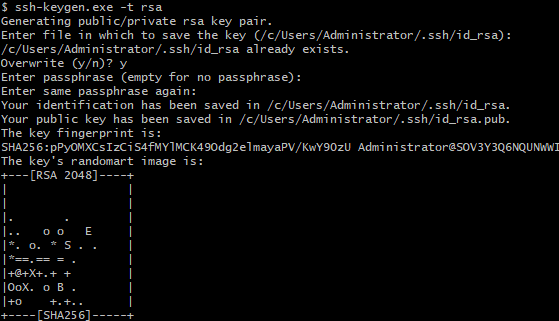 $ ssh-keygen.exe -t rsa
Generating public/private rsa key pair.
Enter file in which to save the key (/c/Users/Administrator/.ssh/id_rsa):
/c/Users/Administrator/.ssh/id_rsa already exists.
Overwrite (y/n)? y
Enter passphrase (empty for no passphrase):
Enter same passphrase again:
Your identification has been saved in /c/Users/Administrator/.ssh/id_rsa.
Your public key has been saved in /c/Users/Administrator/.ssh/id_rsa.pub.
The key fingerprint is:
SHA256:pPyOMXCsIzCiS4fMYlMCK49Odg2elmayaPV/KwY9OzU Administrator@SOV3Y3Q6NQUNWWI
The key's randomart image is:
+---[RSA 2048]----+
|                 |
|                 |
|.       .        |
|..   o o   E     |
|*. o. * S . .    |
|*==.== = .       |
|+@+X+.+ +        |
|OoX. o B .       |
|+o    +.+..      |
+----[SHA256]-----+